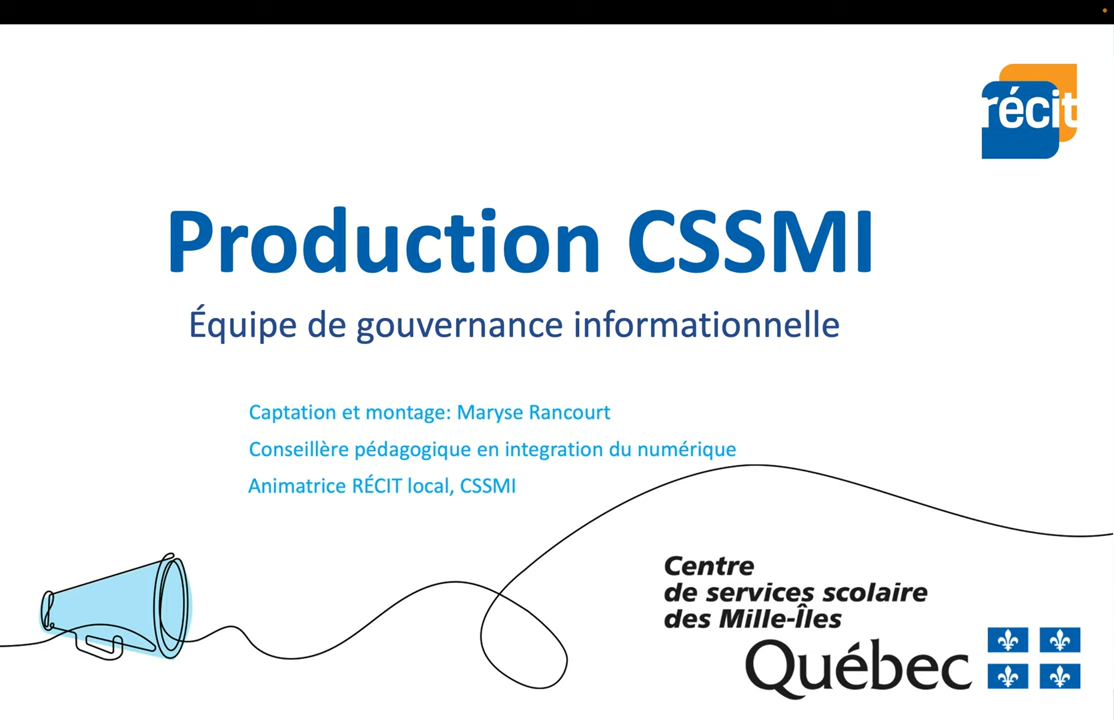 récit
Production CSSMI
Équipe de gouvernance informationnelle
Captation et montage: Maryse Rancourt
Conseillère pédagogique en integration du numérique
Animatrice RÉCIT local, CSSMI
Centre
de services scolaire
des Mille-Îles
Québec